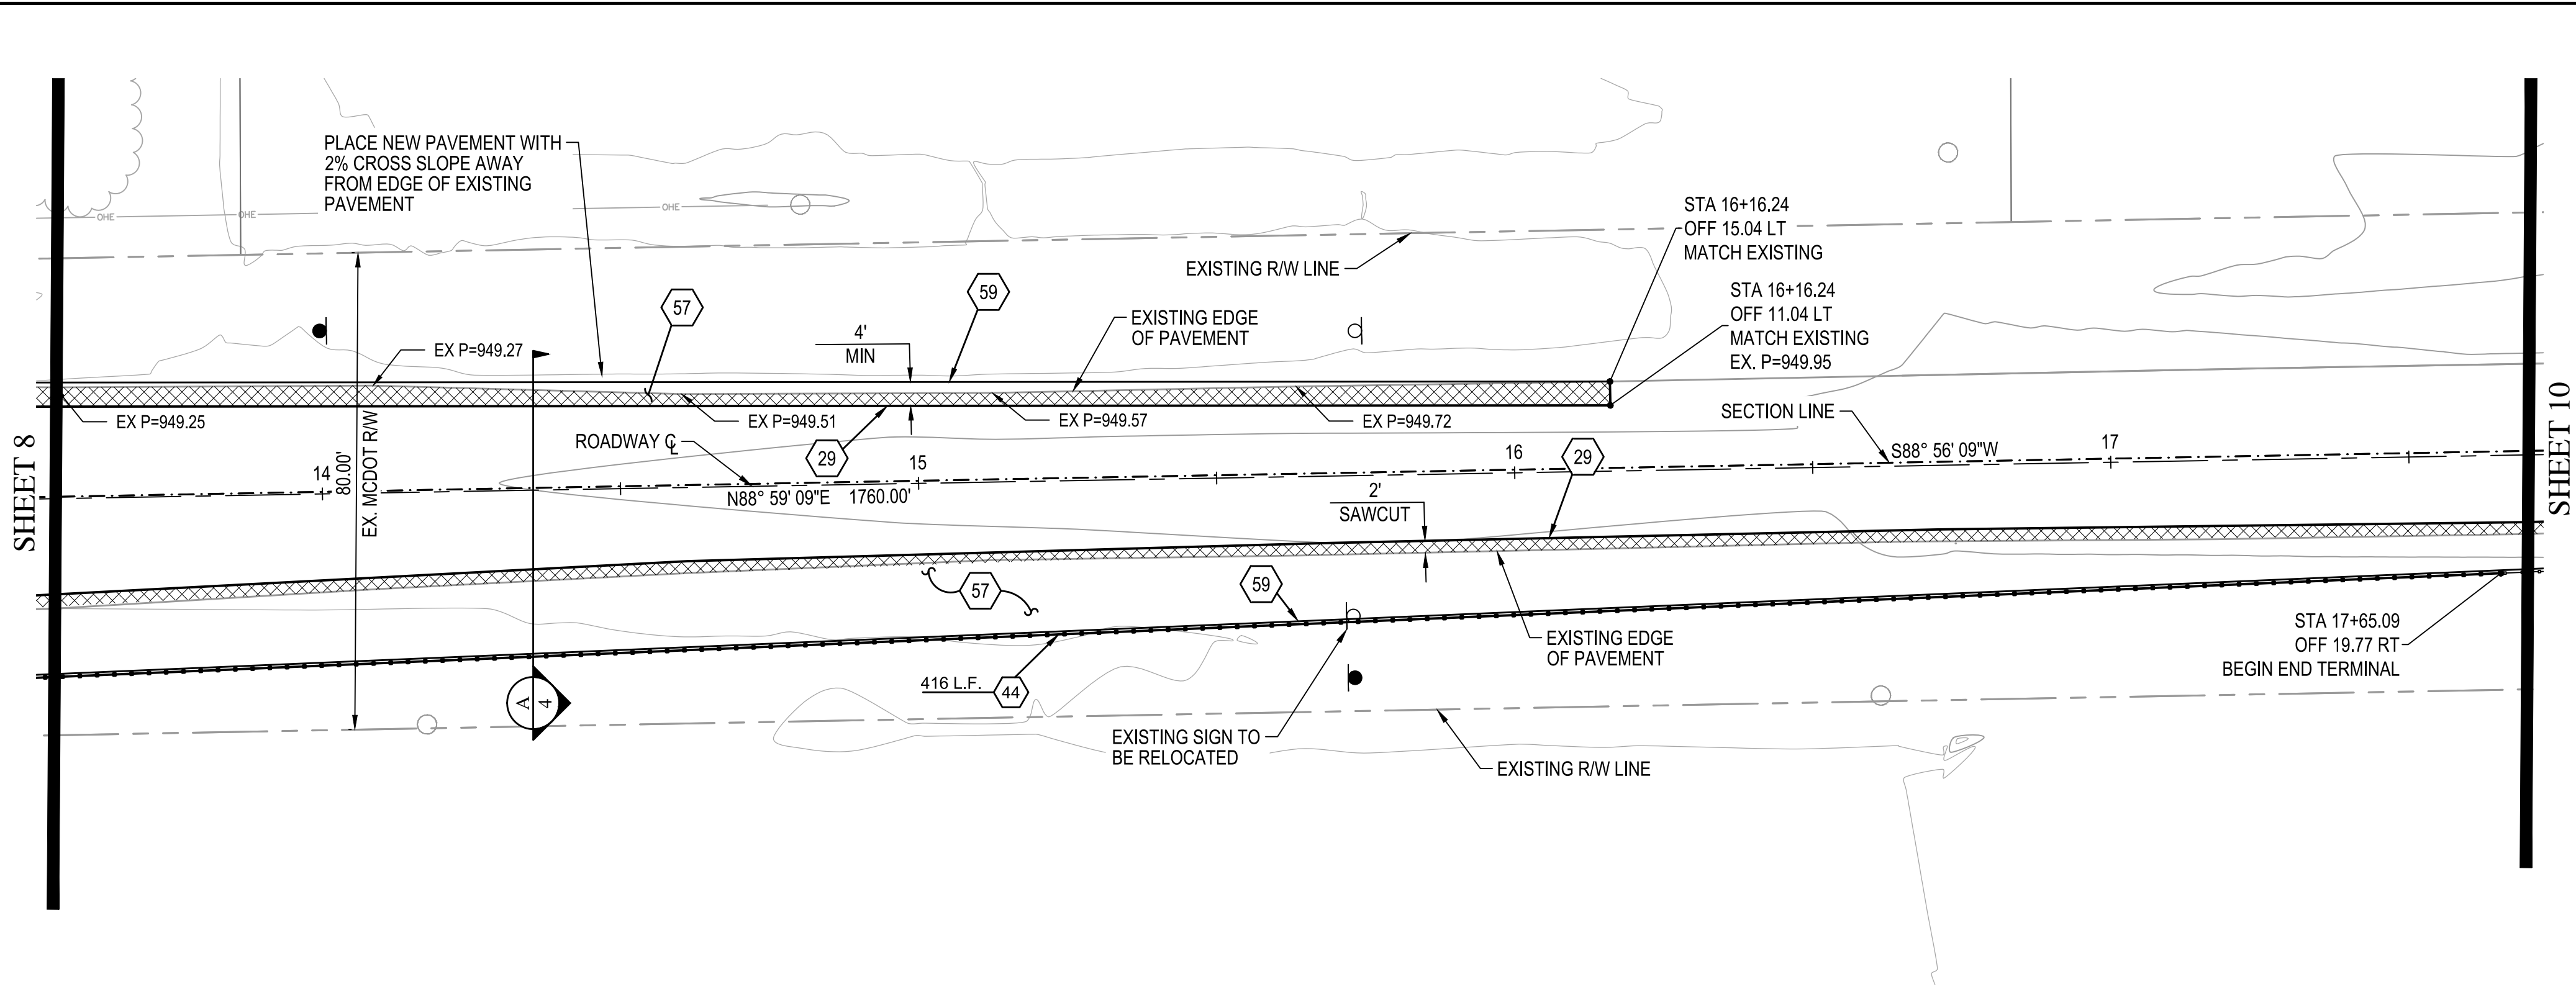 PLACE NEW PAVEMENT WITH
2% CROSS SLOPE AWAY
FROM EDGE OF EXISTING
PAVEMENT
OHE
OHE
OHE
STA 16+16.24
OFF 15.04 LT
MATCH EXISTING
EXISTING R/W LINE
STA 16+16.24
OFF 11.04 LT
MATCH EXISTING
EX. P=949.95
57
59
4'
MIN
EXISTING EDGE
OF PAVEMENT
EX P=949.27
EX P=949.25
EX P=949.51
EX P=949.57
EX P=949.72
SECTION LINE
SHEET 8
SHEET 10
80.00'
EX. MCDOT R/W
ROADWAY ℄
29
29
14
15
16
17
S88° 56' 09"W
N88° 59' 09"E 1760.00'
2'
SAWCUT
57
59
416 L.F.
44
A
4
EXISTING EDGE
OF PAVEMENT
STA 17+65.09
OFF 19.77 RT
BEGIN END TERMINAL
EXISTING SIGN TO
BE RELOCATED
EXISTING R/W LINE